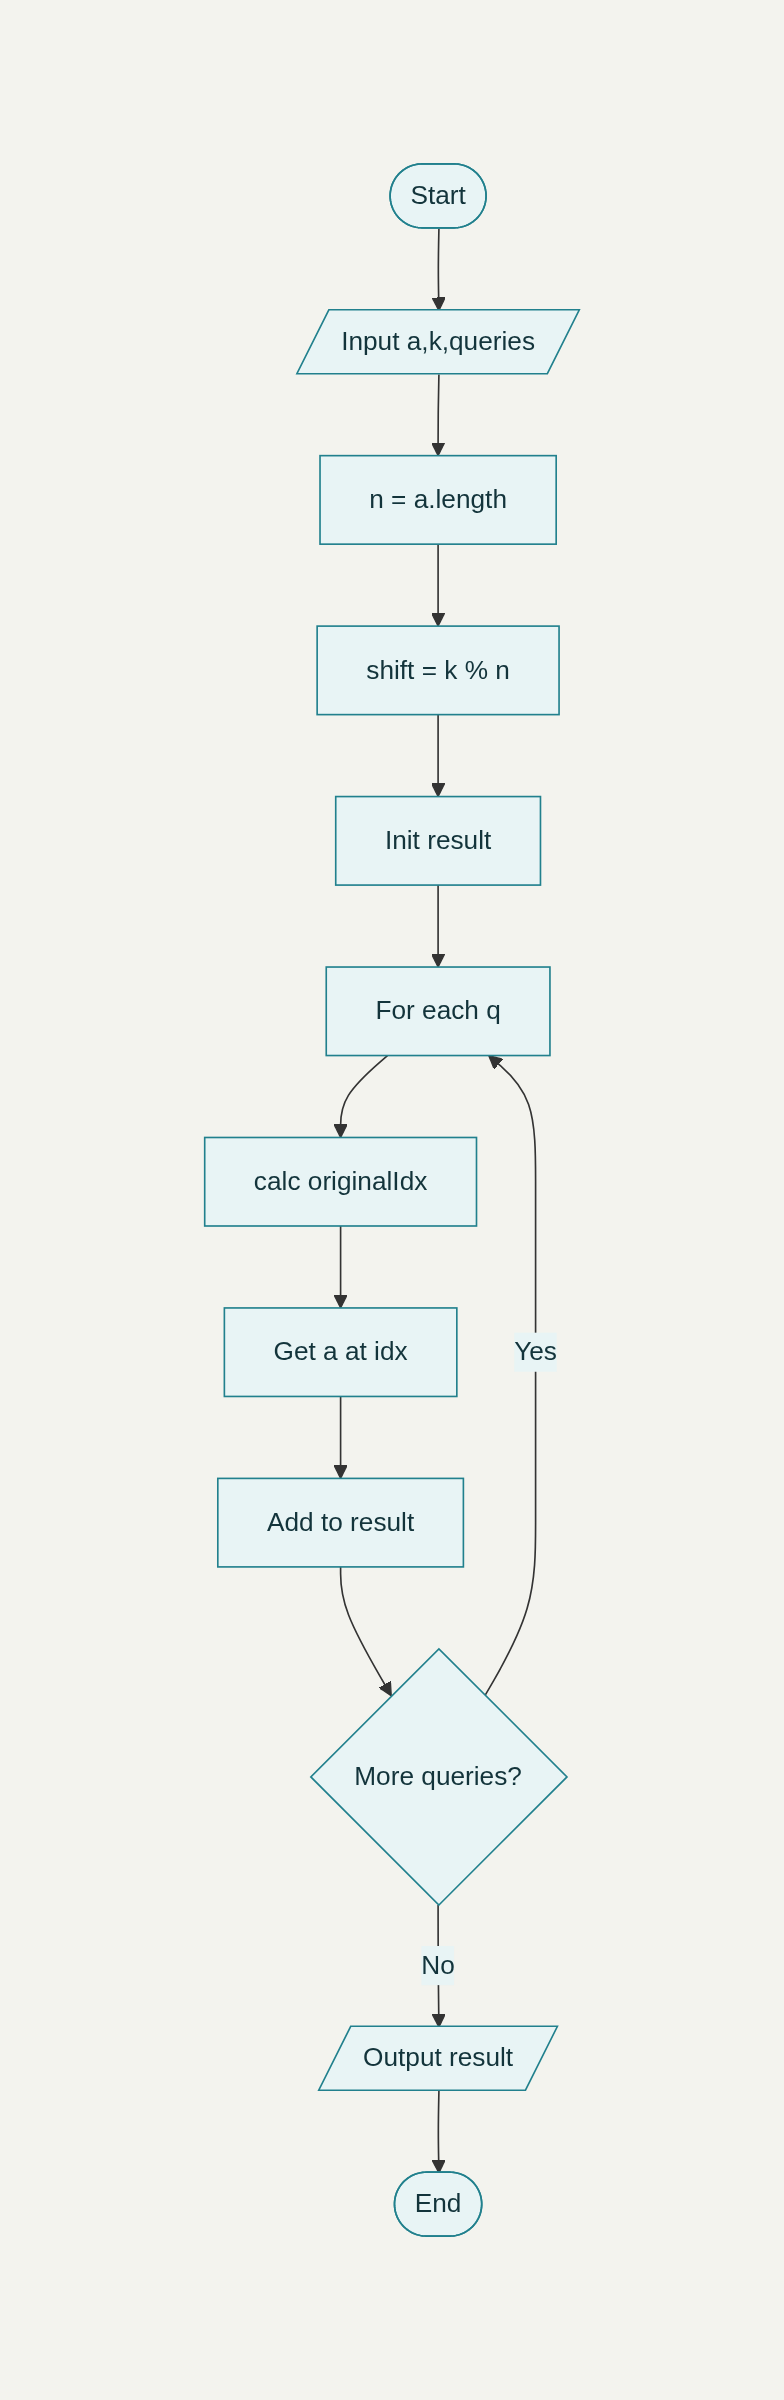 Start
Input a,k,queries
n = a.length
shift = k % n
Init result
For each q
calc originalIdx
Get a at idx
Yes
Add to result
More queries?
No
Output result
End